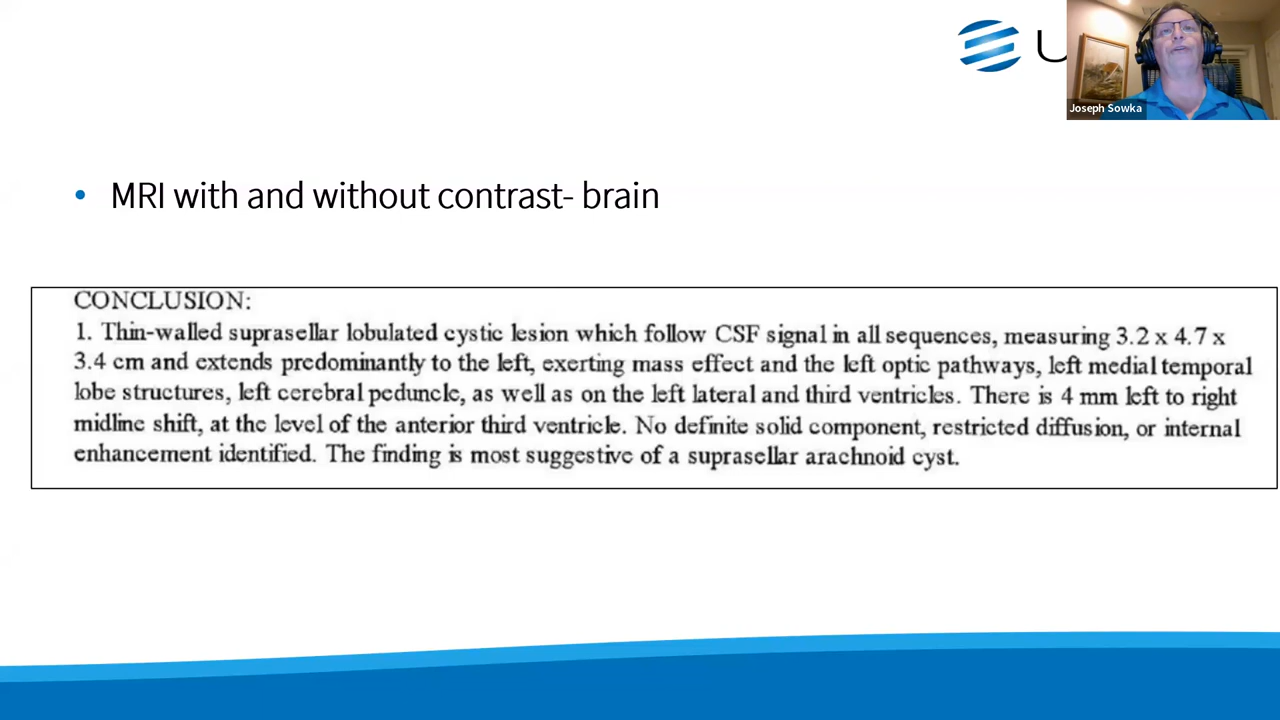 Joseph Sowka
• MRI with and without contrast- brain
CONCLUSION:
1. Thin-walled suprasellar lobulated cystic lesion which follow CSF signal in all sequences, measuring 3.2 x 4.7 x
3.4 cm and extends predominantly to the left, exerting mass effect and the left optic pathways, left medial temporal
lobe structures, left cerebral peduncle, as well as on the left lateral and third ventricles. There is 4 mm left to right
midline shift, at the level of the anterior third ventricle. No definite solid component, restricted diffusion, or internal
enhancement identified. The finding is most suggestive of a suprasellar arachnoid cyst.